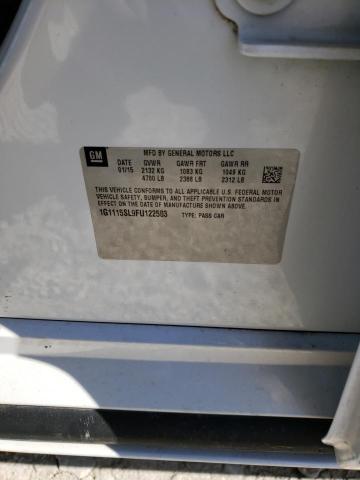 GM
MFD BY GENERAL MOTORS LLC
DATE GVWR GAWR FRT GAWR RR
01/15 2132 KG 1083 KG 1049 KG
4700 LB 2388 LB 2312 LB
THIS VEHICLE CONFORMS TO ALL APPLICABLE U.S. FEDERAL MOTOR
VEHICLE SAFETY, BUMPER, AND THEFT PREVENTION STANDARDS
IN EFFECT ON THE DATE OF MANUFACTURE SHOWN ABOVE.
1G1115SL9FU122503 TYPE: PASS CAR